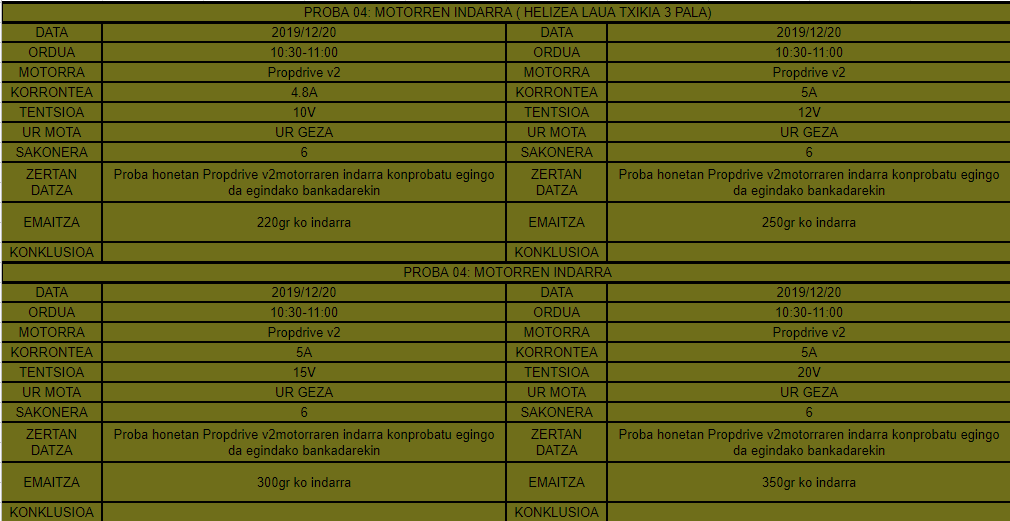 PROBA 04: MOTORREN INDARRA ( HELIZEA LAUA TXIKIA 3 PALA)
DATA 2019/12/20 DATA 2019/12/20
ORDUA 10:30-11:00 ORDUA 10:30-11:00
MOTORRA Propdrive v2 MOTORRA Propdrive v2
KORRONTEA 4.8A KORRONTEA 5A
TENTSIOA 10V TENTSIOA 12V
UR MOTA UR GEZA UR MOTA UR GEZA
SAKONERA 6 SAKONERA 6
ZERTAN Proba honetan Propdrive v2motorraren indarra konprobatu egingo ZERTAN Proba honetan Propdrive v2motorraren indarra konprobatu egingo
DATZA da egindako bankadarekin DATZA da egindako bankadarekin
EMAITZA 220gr ko indarra EMAITZA 250gr ko indarra
KONKLUSIOA KONKLUSIOA
PROBA 04: MOTORREN INDARRA
DATA 2019/12/20 DATA 2019/12/20
ORDUA 10:30-11:00 ORDUA 10:30-11:00
MOTORRA Propdrive v2 MOTORRA Propdrive v2
KORRONTEA 5A KORRONTEA 5A
TENTSIOA 15V TENTSIOA 20V
UR MOTA UR GEZA UR MOTA UR GEZA
SAKONERA 6 SAKONERA 6
ZERTAN Proba honetan Propdrive v2motorraren indarra konprobatu egingo ZERTAN Proba honetan Propdrive v2motorraren indarra konprobatu egingo
DATZA da egindako bankadarekin DATZA da egindako bankadarekin
EMAITZA 300gr ko indarra EMAITZA 350gr ko indarra
KONKLUSIOA KONKLUSIOA